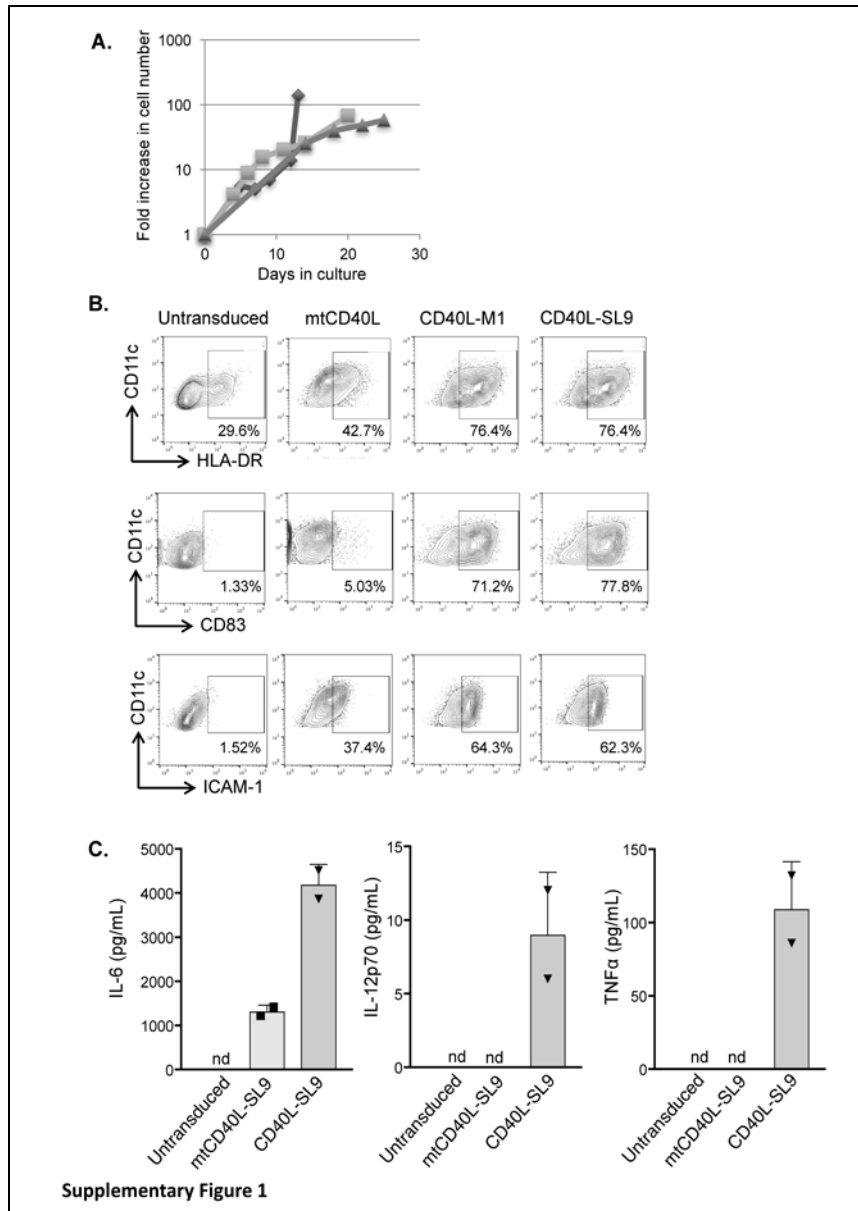 A.
Fold increase in cell number
1000
100
10
1
0 10 20 30
Days in culture
B.
Untransduced mtCD40L CD40L-M1 CD40L-SL9
CD11c
29.6% 42.7% 76.4% 76.4%
HLA-DR
CD11c
1.33% 5.03% 71.2% 77.8%
CD83
CD11c
1.52% 37.4% 64.3% 62.3%
ICAM-1
C.
IL-6 (pg/mL)
5000
4000
3000
2000
1000
0
nd
Untransduced
mtCD40L-SL9
CD40L-SL9
IL-12p70 (pg/mL)
15
10
5
0
nd nd
Untransduced
mtCD40L-SL9
CD40L-SL9
TNFα (pg/mL)
150
100
50
0
nd nd
Untransduced
mtCD40L-SL9
CD40L-SL9
Supplementary Figure 1